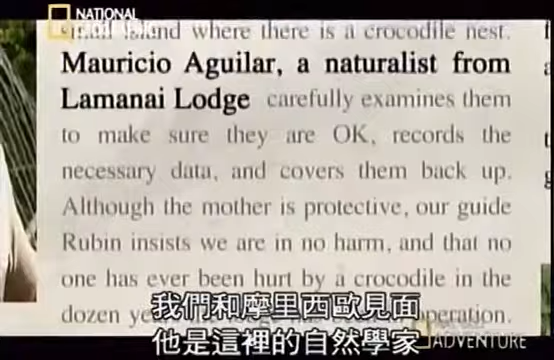 NATIONAL
island where there is a crocodile nest.
Mauricio Aguilar, a naturalist from
Lamanai Lodge carefully examines them
to make sure they are OK, records the
necessary data, and covers them back up.
Although the mother is protective, our guide
Rubin insists we are in no harm, and that no
one has ever been hurt by a crocodile in the
dozen
我們和摩里西歐見面
他是這裡的自然學家
ADVENTURE